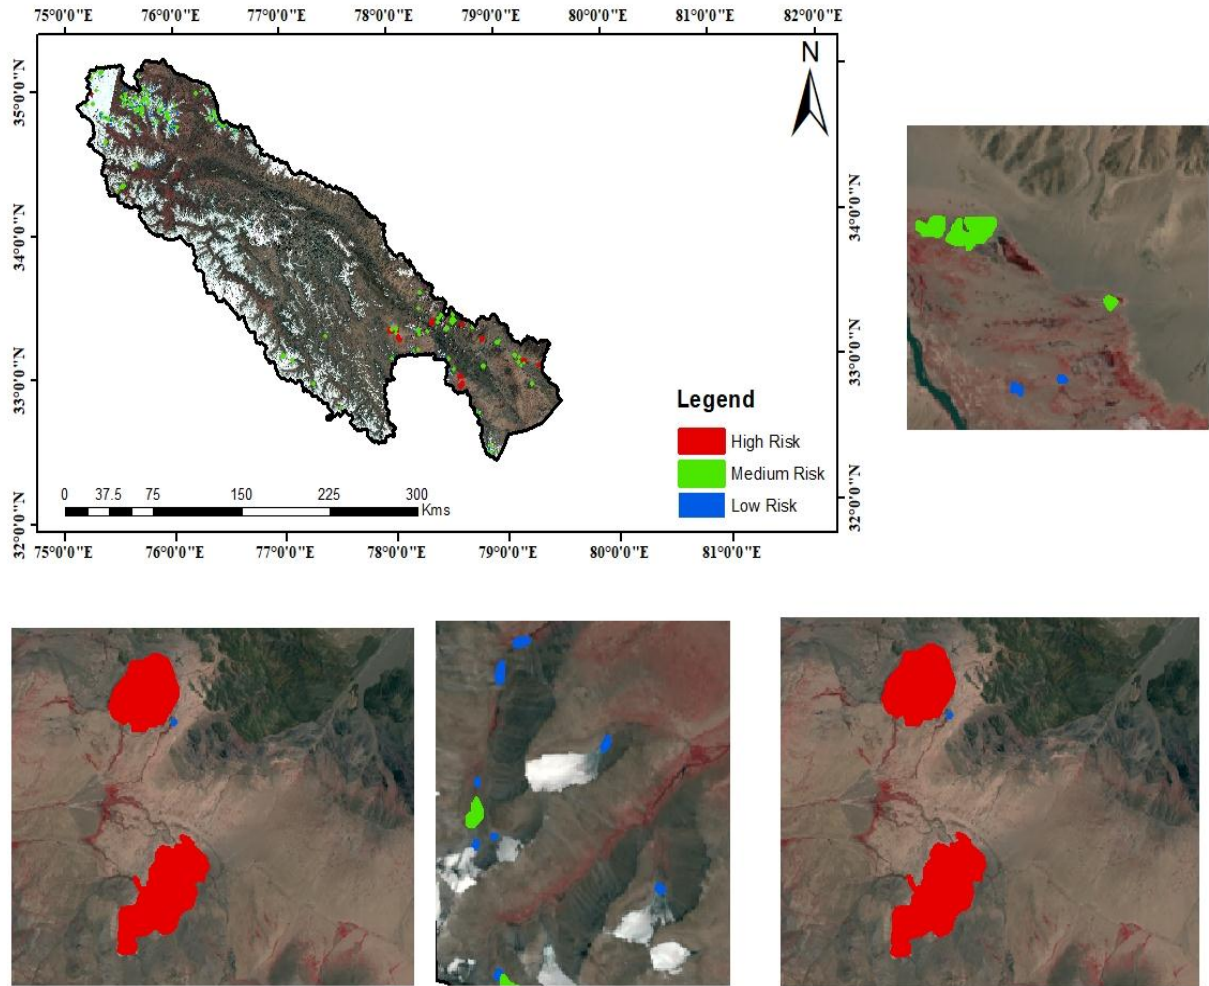 75°0'0"E 76°0'0"E 77°0'0"E 78°0'0"E 79°0'0"E 80°0'0"E 81°0'0"E 82°0'0"E
N
35°0'0"N
34°0'0"N
34°0'0"N
33°0'0"N
33°0'0"N
Legend
High Risk
Medium Risk
Low Risk
0 37.5 75 150 225 300
Kms
32°0'0"N
32°0'0"N
75°0'0"E 76°0'0"E 77°0'0"E 78°0'0"E 79°0'0"E 80°0'0"E 81°0'0"E